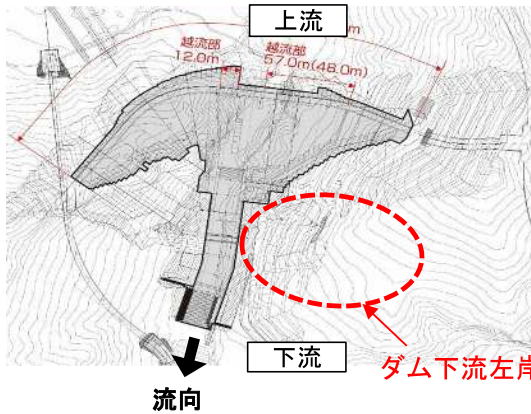 上流
m
越流部
12.0m
越流部
57.0m(48.0m)
下流
ダム下流左岸
流向